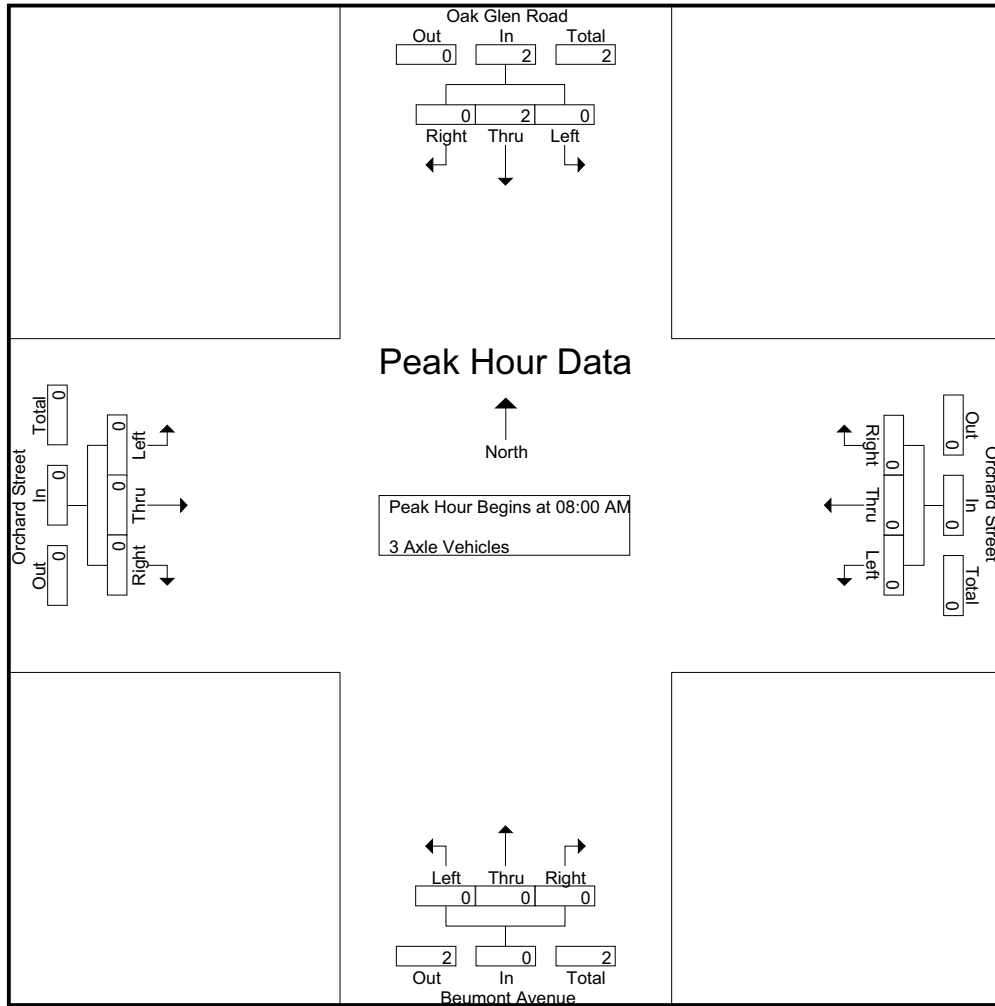 Oak Glen Road
Out In Total
0 2 2
0 2 0
Right Thru Left
Peak Hour Data
North
Peak Hour Begins at 08:00 AM
3 Axle Vehicles
Orchard Street
Out In Total
0 0 0
0 0 0
Right Thru Left
Orchard Street
Total In Out
0 0 0
0 0 0
Left Thru Right
Left Thru Right
0 0 0
2 0 2
Out In Total
Beumont Avenue